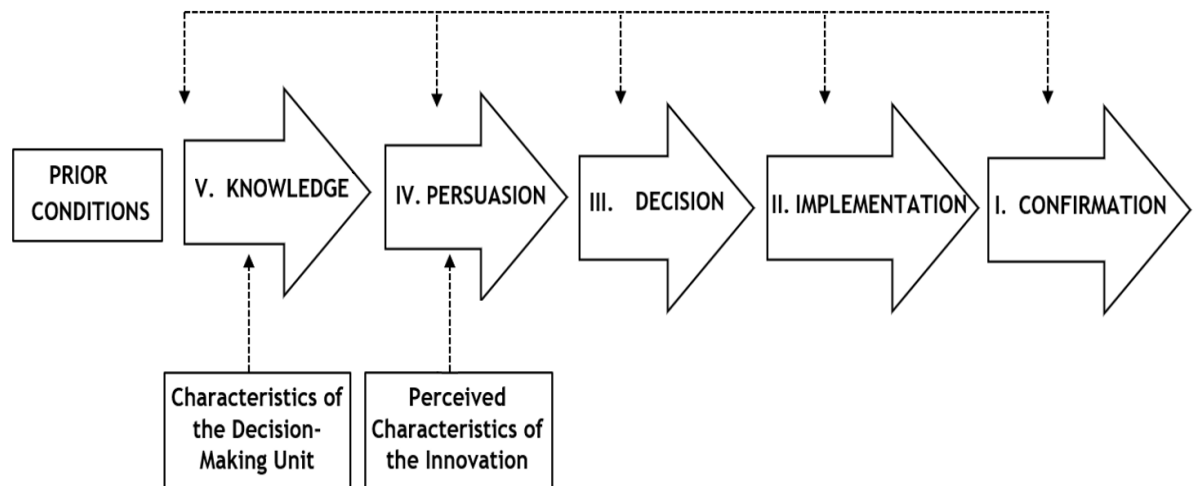 PRIOR
CONDITIONS
V. KNOWLEDGE
IV. PERSUASION
III. DECISION
II. IMPLEMENTATION
I. CONFIRMATION
Characteristics of
the Decision-
Making Unit
Perceived
Characteristics of
the Innovation